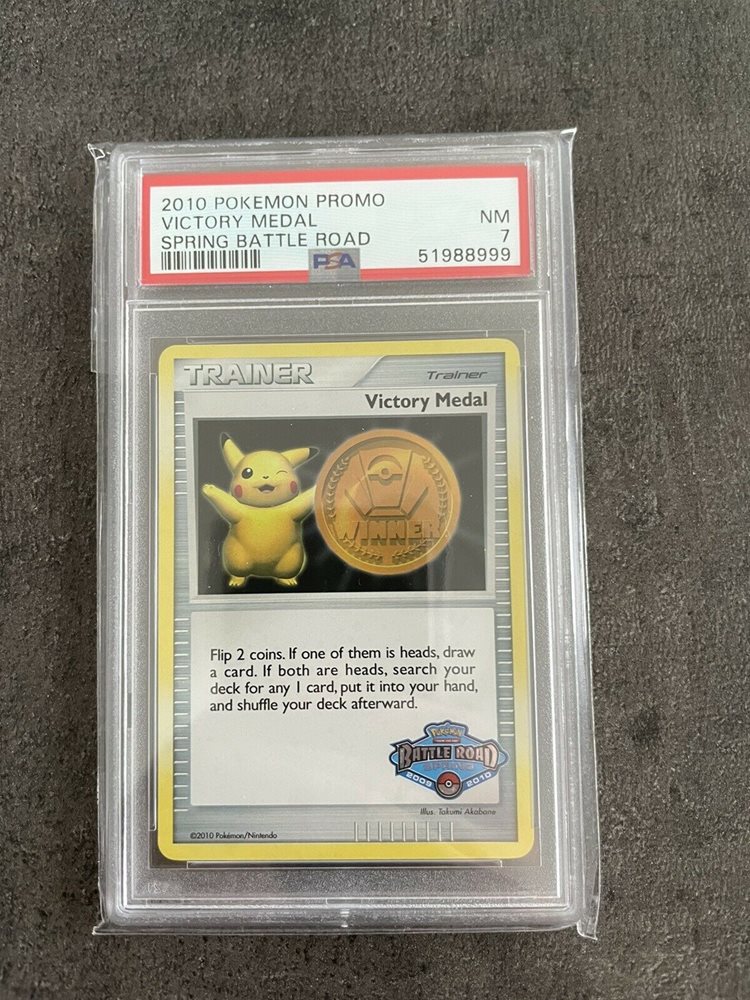 2010 POKEMON PROMO
VICTORY MEDAL
NM
SPRING BATTLE ROAD
7
PSA
51988999
TRAINER
Trainer
Victory Medal
WINNER
Flip 2 coins. If one of them is heads, draw
a card. If both are heads, search your
deck for any 1 card, put it into your hand,
and shuffle your deck afterward.
Pokémon
BATTLE ROAD
2009 2010
Illus. Takumi Akabane
©2010 Pokémon/Nintendo